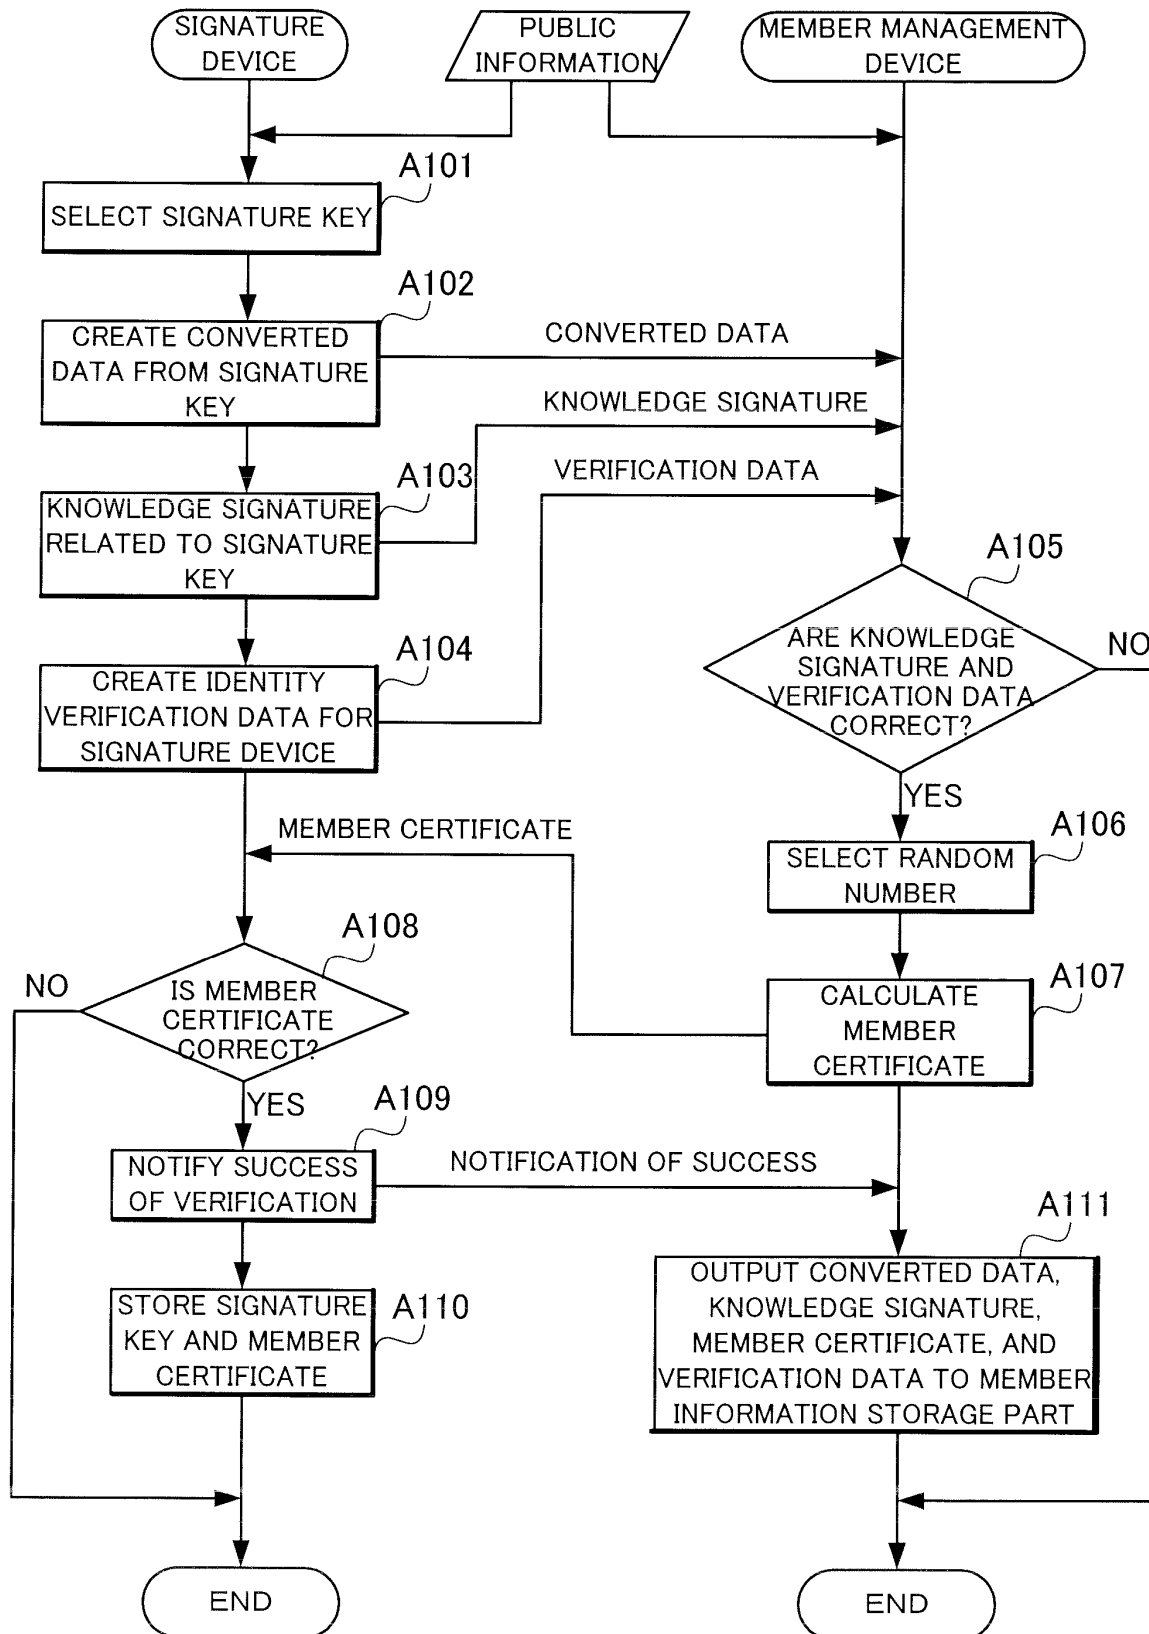 SIGNATURE
DEVICE
PUBLIC
INFORMATION
MEMBER MANAGEMENT
DEVICE
A101
SELECT SIGNATURE KEY
A102
CREATE CONVERTED
DATA FROM SIGNATURE
KEY
CONVERTED DATA
KNOWLEDGE SIGNATURE
A103
KNOWLEDGE SIGNATURE
RELATED TO SIGNATURE
KEY
VERIFICATION DATA
A104
CREATE IDENTITY
VERIFICATION DATA FOR
SIGNATURE DEVICE
A105
ARE KNOWLEDGE
SIGNATURE AND
VERIFICATION DATA
CORRECT?
NO
YES
MEMBER CERTIFICATE
A106
SELECT RANDOM
NUMBER
A107
CALCULATE
MEMBER
CERTIFICATE
A108
NO
IS MEMBER
CERTIFICATE
CORRECT?
YES
A109
NOTIFY SUCCESS
OF VERIFICATION
NOTIFICATION OF SUCCESS
A110
STORE SIGNATURE
KEY AND MEMBER
CERTIFICATE
A111
OUTPUT CONVERTED DATA,
KNOWLEDGE SIGNATURE,
MEMBER CERTIFICATE, AND
VERIFICATION DATA TO MEMBER
INFORMATION STORAGE PART
END
END